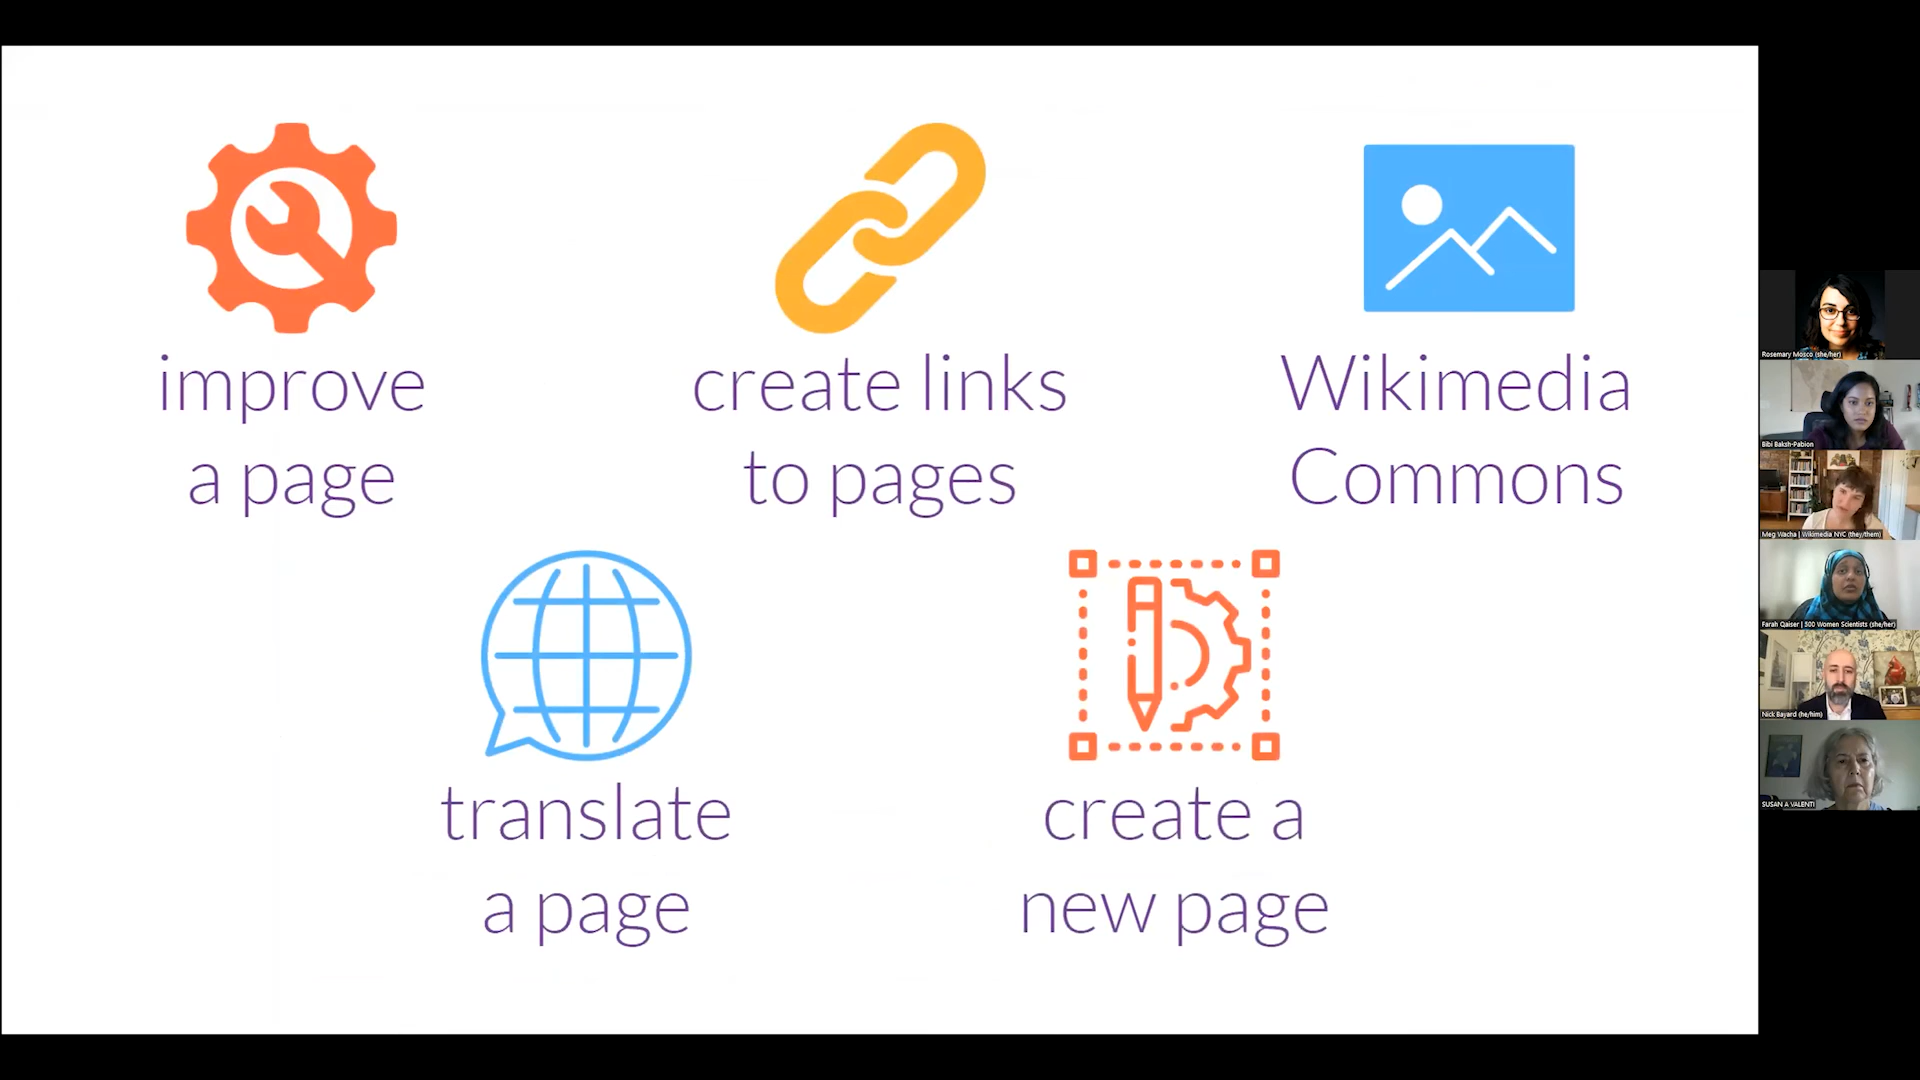 improve
a page
create links
to pages
Wikimedia
Commons
translate
a page
create a
new page
Rosemary Mosco (she/her)
Bibi Baksh-Pabion
Meg Wacha | Wikimedia NYC (they/them)
Farah Qaiser | 500 Women Scientists (she/her)
Nick Bayard (he/him)
SUSAN A VALENTI